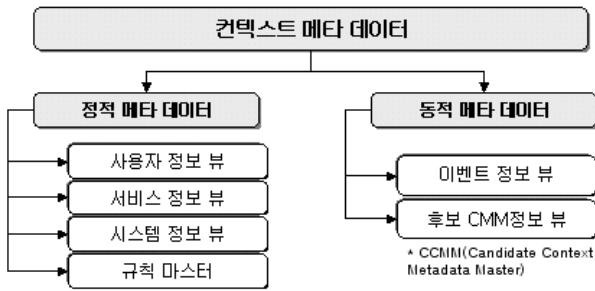 컨텍스트 메타 데이터
정적 메타 데이터
사용자 정보 뷰
서비스 정보 뷰
시스템 정보 뷰
규칙 마스터
동적 메타 데이터
이벤트 정보 뷰
후보 CMM정보 뷰
* CCMM(Candidate Context
Metadata Master)